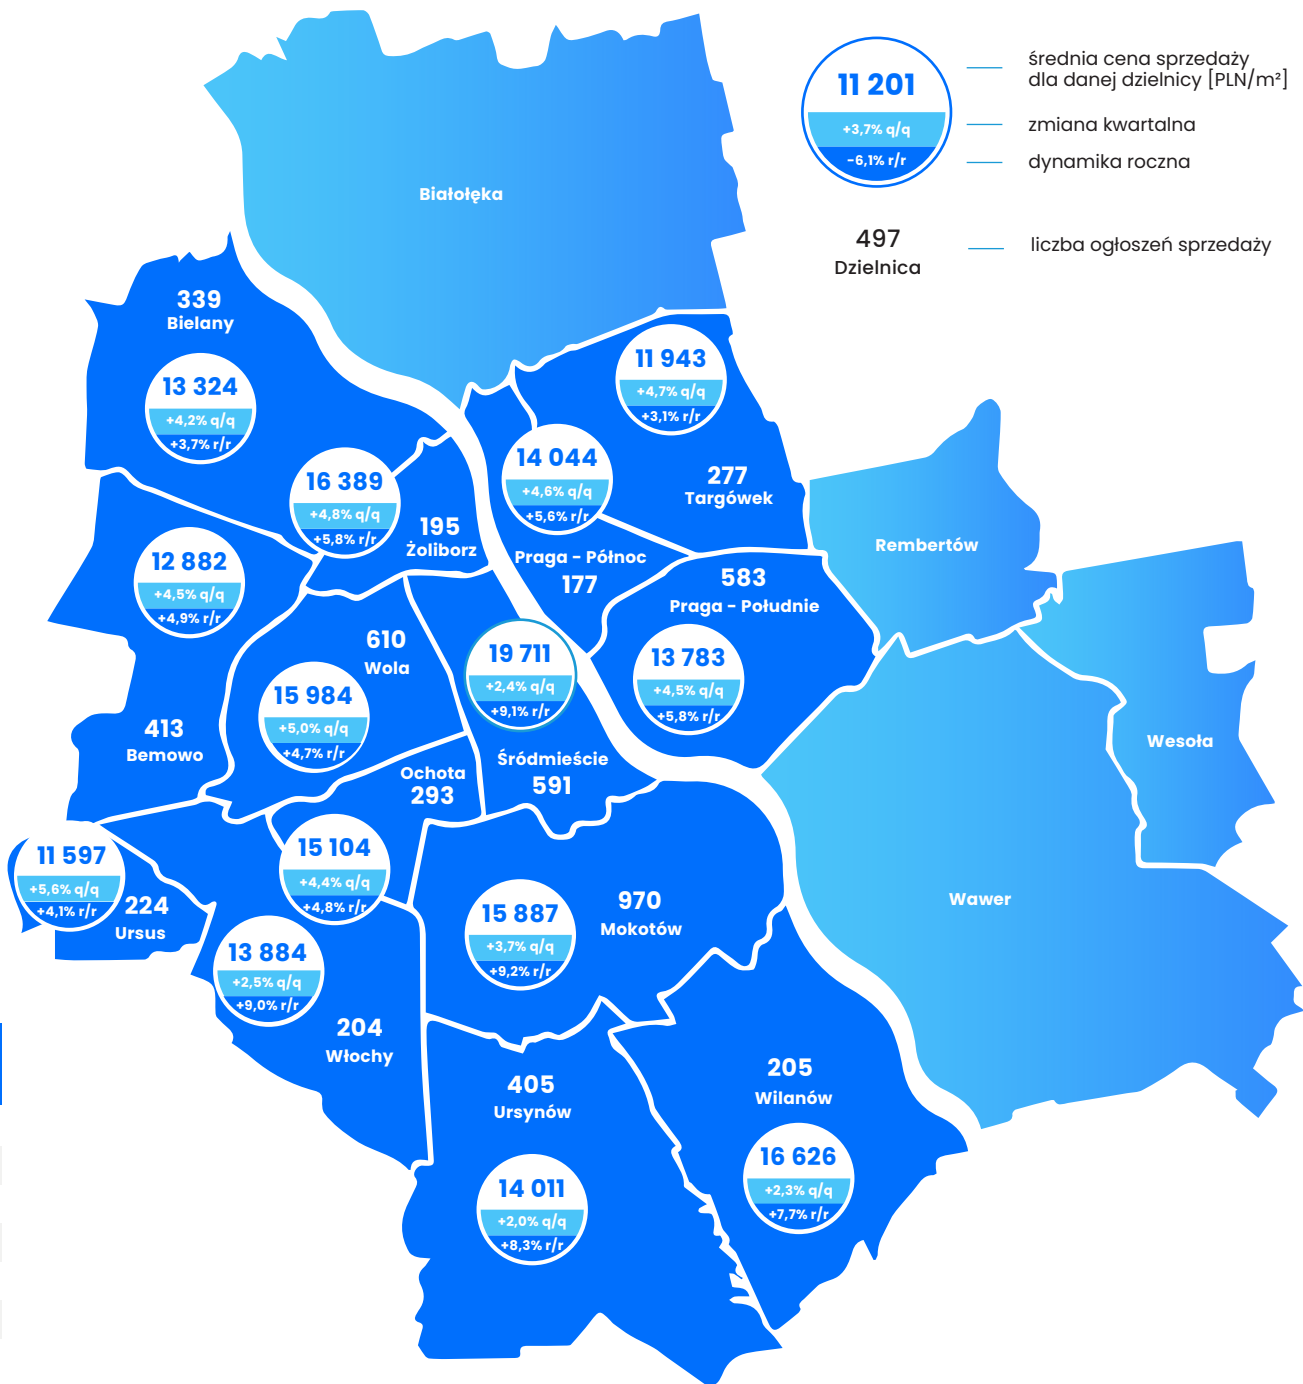 11 201
+3,7% q/q
-6,1% r/r
średnia cena sprzedaży
dla danej dzielnicy [PLN/m²]
zmiana kwartalna
dynamika roczna
497
Dzielnica
liczba ogłoszeń sprzedaży
Białołęka
339
Bielany
13 324
+4,2% q/q
+3,7% r/r
11 943
+4,7% q/q
+3,1% r/r
277
Targówek
14 044
+4,6% q/q
+5,6% r/r
Praga - Północ
177
16 389
+4,8% q/q
+5,8% r/r
195
Żoliborz
Rembertów
12 882
+4,5% q/q
+4,9% r/r
413
Bemowo
583
Praga - Południe
13 783
+4,5% q/q
+5,8% r/r
610
Wola
15 984
+5,0% q/q
+4,7% r/r
19 711
+2,4% q/q
+9,1% r/r
Śródmieście
591
Wesoła
Ochota
293
15 104
+4,4% q/q
+4,8% r/r
11 597
+5,6% q/q
+4,1% r/r
224
Ursus
13 884
+2,5% q/q
+9,0% r/r
204
Włochy
15 887
+3,7% q/q
+9,2% r/r
970
Mokotów
Wawer
405
Ursynów
14 011
+2,0% q/q
+8,3% r/r
205
Wilanów
16 626
+2,3% q/q
+7,7% r/r